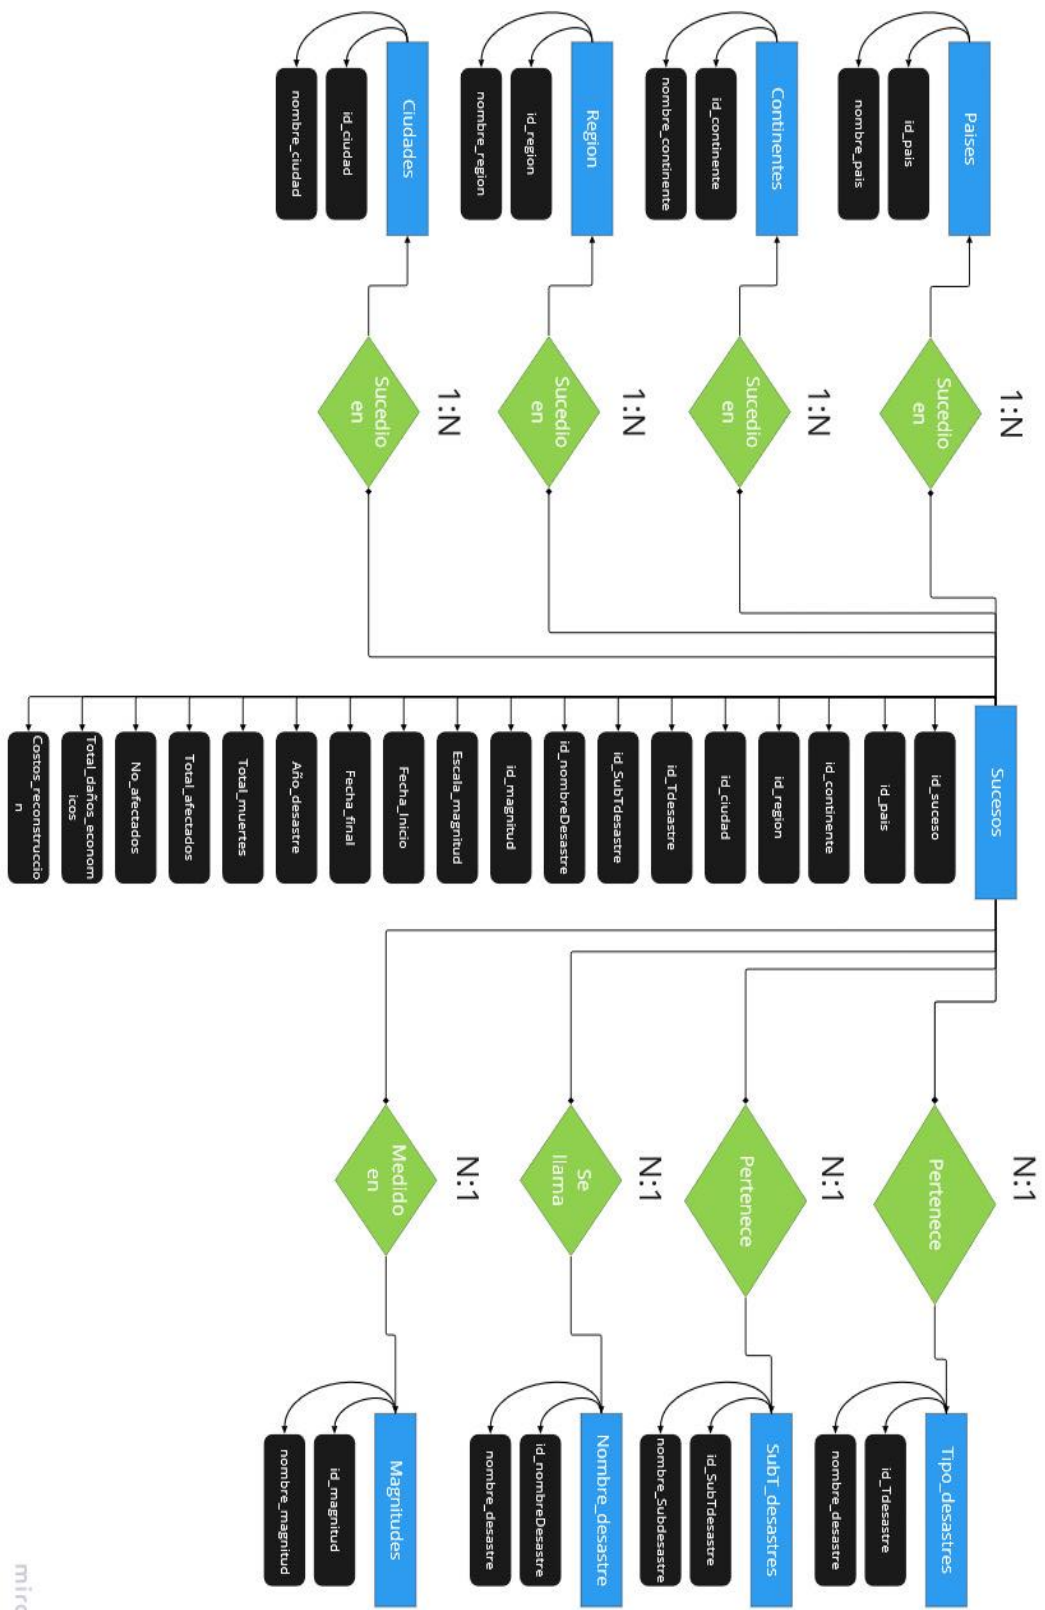 Paises
id_pais
nombre_pais
Continentes
id_continente
nombre_continente
Region
id_region
nombre_region
Ciudades
id_ciudad
nombre_ciudad
1:N
Sucedio
en
1:N
Sucedio
en
1:N
Sucedio
en
1:N
Sucedio
en
Sucesos
id_suceso
id_pais
id_continente
id_region
id_ciudad
id_Tdesastre
id_SubTdesastre
id_nombreDesastre
id_magnitud
Escala_magnitud
Fecha_Inicio
Fecha_final
Año_desastre
Total_muertes
Total_afectados
No_afectados
Total_daños_econom
icos
Costos_reconstruccio
n
N:1
Pertenece
N:1
Pertenece
N:1
Se
llama
N:1
Medido
en
Tipo_desastres
id_Tdesastre
nombre_desastre
SubT_desastres
id_SubTdesastre
nombre_Subdesastre
Nombre_desastre
id_nombreDesastre
nombre_desastre
Magnitudes
id_magnitud
nombre_magnitud